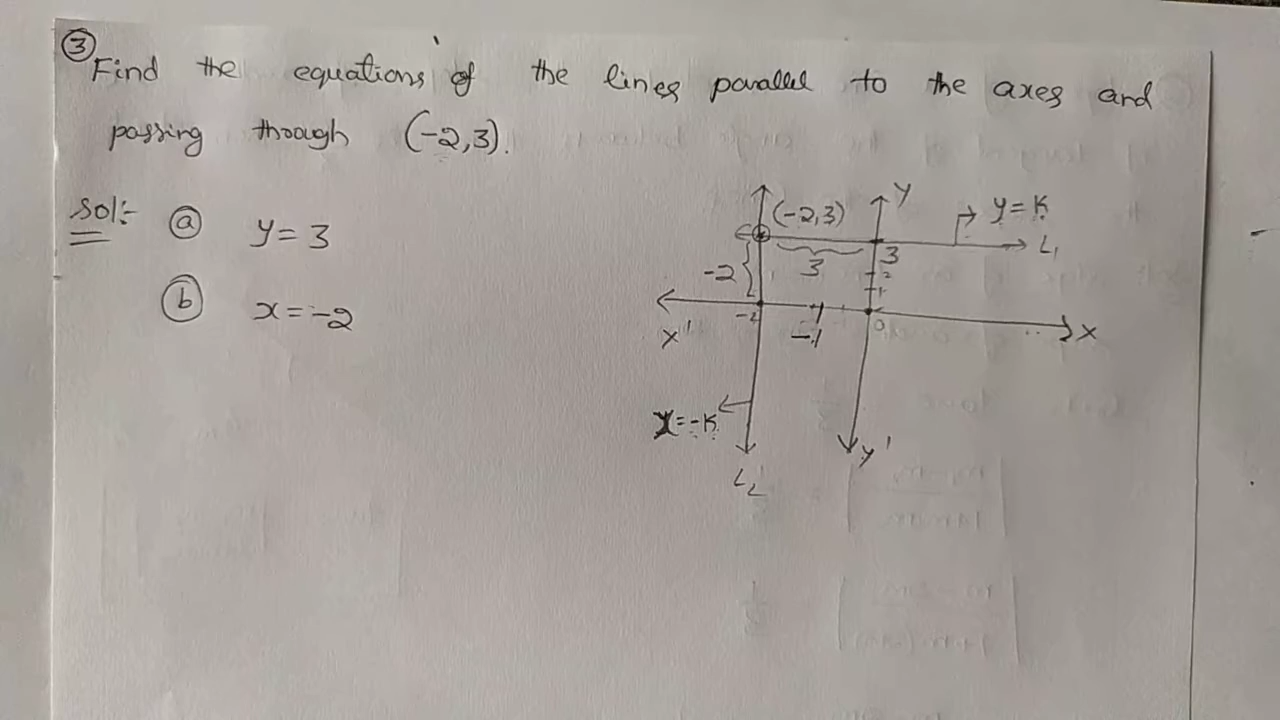 ③
Find the equations of the lines parallel to the axes and
passing through (-2,3).
Sol:-
ⓐ y = 3
ⓑ x = -2
(-2,3)
Y
y = K
L₁
3
3
-2
2
1
-2
-1
0
X'
X
x = -K
Y'
L₂